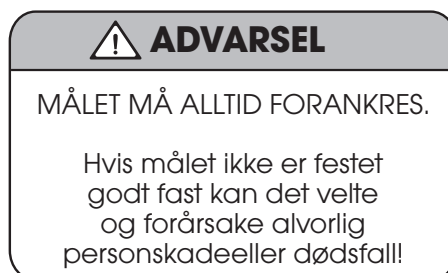 ADVARSEL
MÅLET MÅ ALLTID FORANKRES.
Hvis målet ikke er festet
godt fast kan det velte
og forårsake alvorlig
personskadeeller dødsfall!